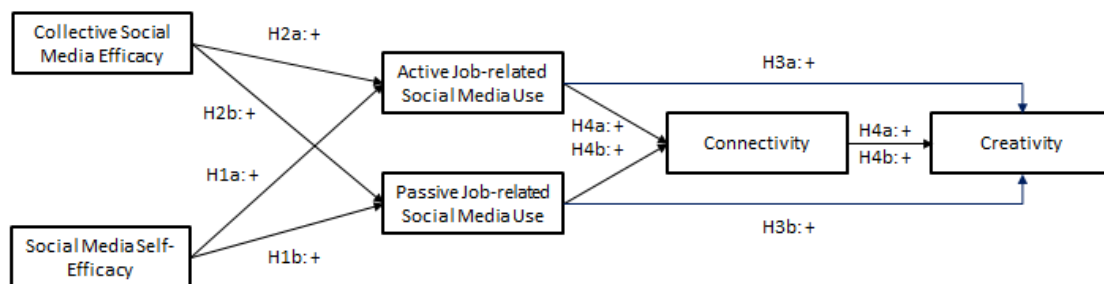 Collective Social
Media Efficacy
H2a: +
Active Job-related
Social Media Use
H3a: +
H2b: +
H4a: +
H4b: +
Connectivity
H4a: +
H4b: +
Creativity
H1a: +
Passive Job-related
Social Media Use
H3b: +
Social Media Self-
Efficacy
H1b: +